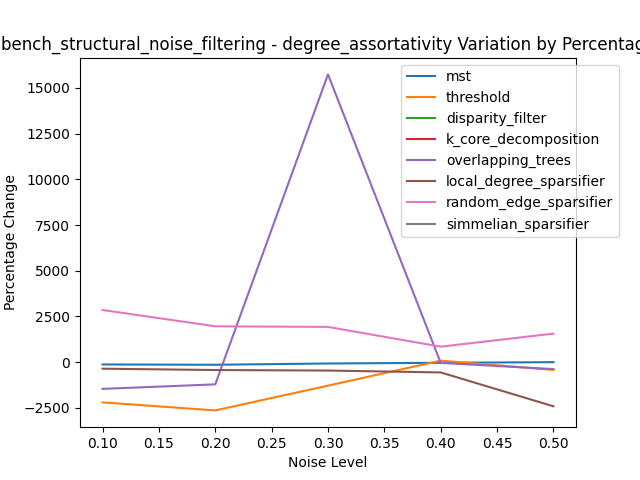 bench_structural_noise_filtering - degree_assortativity Variation by Percentag
mst
threshold
disparity_filter
k_core_decomposition
overlapping_trees
local_degree_sparsifier
random_edge_sparsifier
simmelian_sparsifier
Percentage Change
15000
12500
10000
7500
5000
2500
0
−2500
0.10 0.15 0.20 0.25 0.30 0.35 0.40 0.45 0.50
Noise Level